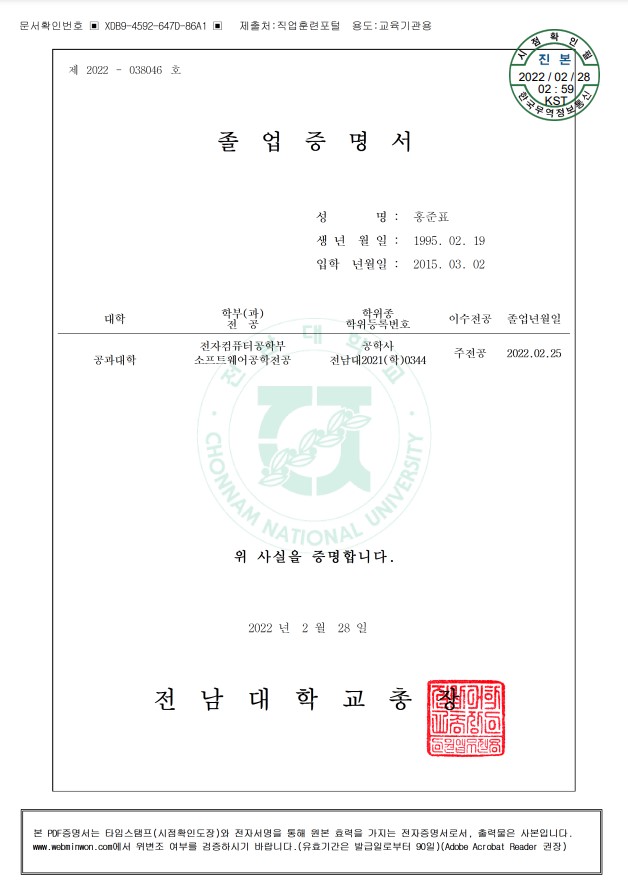 문서확인번호 ▣ XDB9-4592-647D-86A1 ▣ 제출처:직업훈련포털 용도:교육기관용
시점확인필
진 본
2022 / 02 / 28
02 : 59
KST
한국무역정보통신
제 2022 - 038046 호
졸 업 증 명 서
성 명 : 홍준표
생 년 월 일 : 1995. 02. 19
입학 년월일 : 2015. 03. 02
대학 학부(과) 전 공 학위종 학위등록번호 이수전공 졸업년월일
공과대학 전자컴퓨터공학부 소프트웨어공학전공 공학사 전남대2021(학)0344 주전공 2022.02.25
전남대학교
CHONNAM NATIONAL UNIVERSITY
위 사실을 증명합니다.
2022 년 2 월 28 일
전 남 대 학 교 총 장
본 PDF증명서는 타임스탬프(시점확인도장)와 전자서명을 통해 원본 효력을 가지는 전자증명서로서, 출력물은 사본입니다.
www.webminwon.com에서 위변조 여부를 검증하시기 바랍니다.(유효기간은 발급일로부터 90일)(Adobe Acrobat Reader 권장)